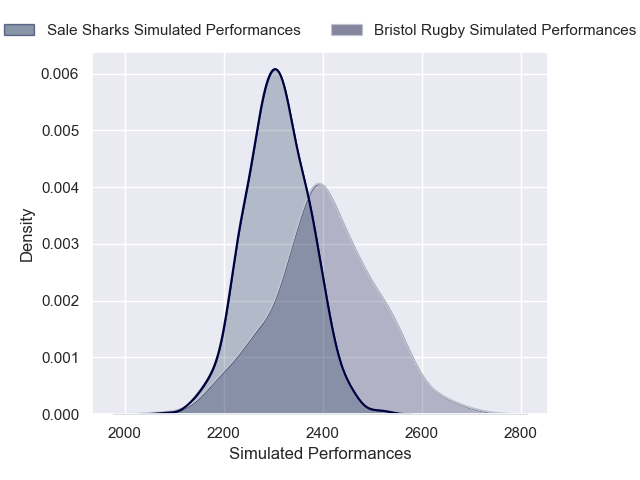 Sale Sharks Simulated Performances Bristol Rugby Simulated Performances
0.006
0.005
0.004
0.003
0.002
0.001
0.000
Density
2000 2200 2400 2600 2800
Simulated Performances